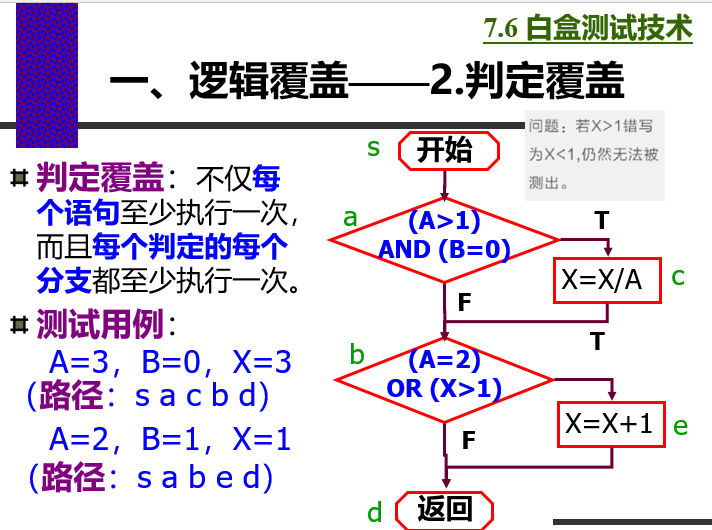 7.6 白盒测试技术
一、逻辑覆盖——2.判定覆盖
问题：若X>1错写
为X<1,仍然无法被
测出。
判定覆盖：不仅每
个语句至少执行一次，
而且每个判定的每个
分支都至少执行一次。
测试用例：
A=3，B=0，X=3
(路径：s a c b d)
A=2，B=1，X=1
(路径：s a b e d)
s
开始
a
(A>1)
AND (B=0)
T
X=X/A
c
F
T
b
(A=2)
OR (X>1)
X=X+1
e
F
d
返回